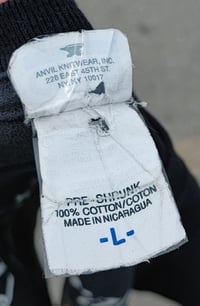 ANVIL KNITWEAR, INC.
228 EAST 45TH ST.
NY, NY 10017
PRE-SHRUNK
100% COTTON/COTON
MADE IN NICARAGUA
-L-